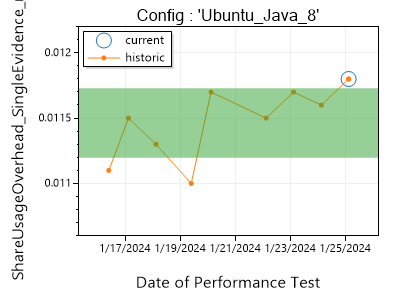 Config : 'Ubuntu_Java_8'
current
historic
0.012
0.0115
0.011
ShareUsageOverhead_SingleEvidence_
1/17/2024
1/19/2024
1/21/2024
1/23/2024
1/25/2024
Date of Performance Test